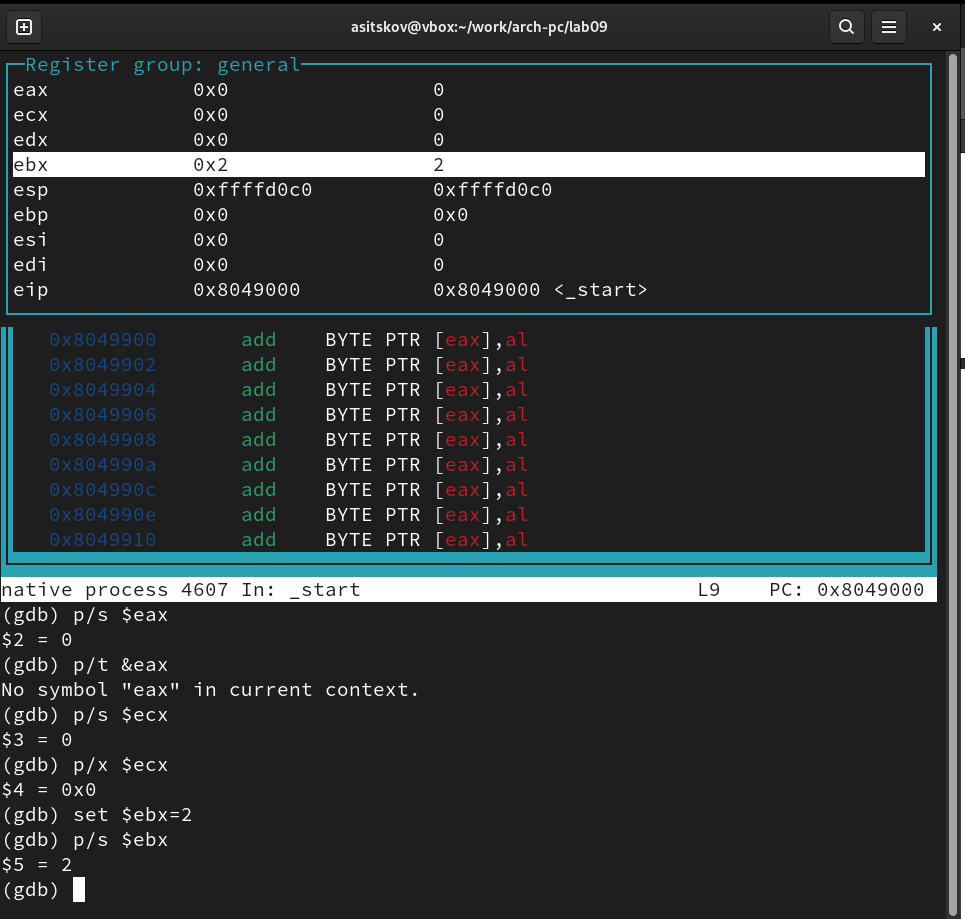 asitskov@vbox:~/work/arch-pc/lab09
Register group: general
eax 0x0 0
ecx 0x0 0
edx 0x0 0
ebx 0x2 2
esp 0xffffd0c0 0xffffd0c0
ebp 0x0 0x0
esi 0x0 0
edi 0x0 0
eip 0x8049000 0x8049000 <_start>
0x8049900 add BYTE PTR [eax],al
0x8049902 add BYTE PTR [eax],al
0x8049904 add BYTE PTR [eax],al
0x8049906 add BYTE PTR [eax],al
0x8049908 add BYTE PTR [eax],al
0x804990a add BYTE PTR [eax],al
0x804990c add BYTE PTR [eax],al
0x804990e add BYTE PTR [eax],al
0x8049910 add BYTE PTR [eax],al
native process 4607 In: _start L9 PC: 0x8049000
(gdb) p/s $eax
$2 = 0
(gdb) p/t &eax
No symbol "eax" in current context.
(gdb) p/s $ecx
$3 = 0
(gdb) p/x $ecx
$4 = 0x0
(gdb) set $ebx=2
(gdb) p/s $ebx
$5 = 2
(gdb)